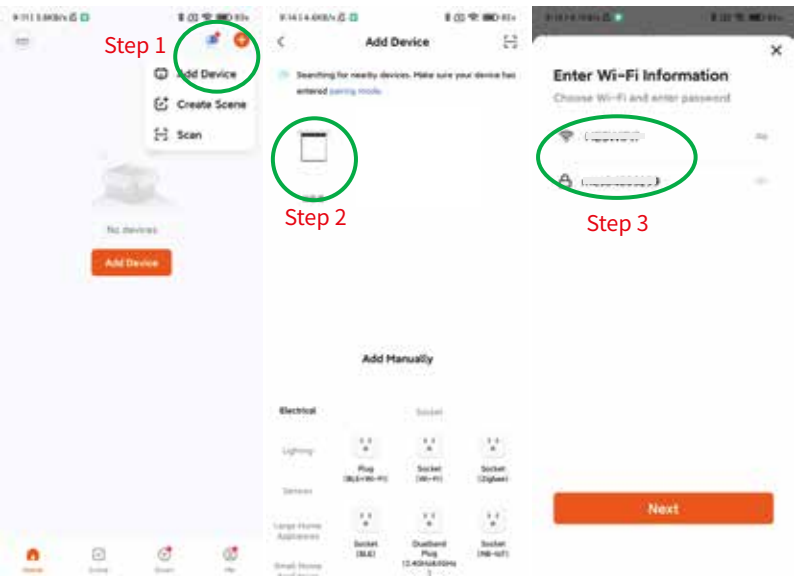 Step 1
Add Device
Create Scene
Scan
No devices
Add Device
Home
Scene
Smart
Me
Add Device
Searching for nearby devices. Make sure your device has
entered pairing mode.
Step 2
Add Manually
Electrical
Socket
Lighting
Sensors
Large Home
Appliances
Small Home
Plug
(BLE+Wi-Fi)
Socket
(Wi-Fi)
Socket
(Zigbee)
Socket
(BLE)
Dualband
Plug
Socket
(NB-IoT)
Enter Wi-Fi Information
Choose Wi-Fi and enter password
Step 3
Next